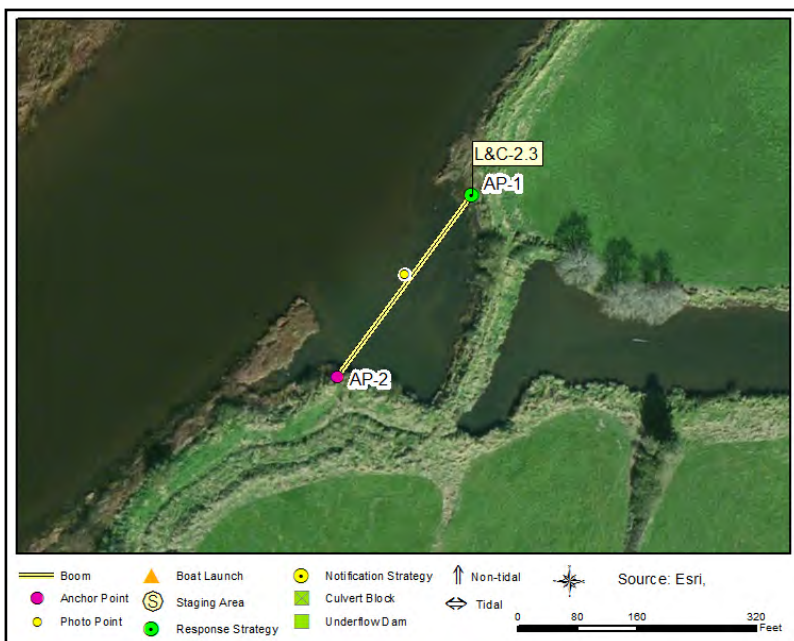 L&C-2.3
AP-1
AP-2
Boom
Boat Launch
Notification Strategy
Non-tidal
Source: Esri,
Anchor Point
S
Staging Area
Culvert Block
Tidal
Photo Point
Response Strategy
Underflow Dam
0 80 160 320
Feet